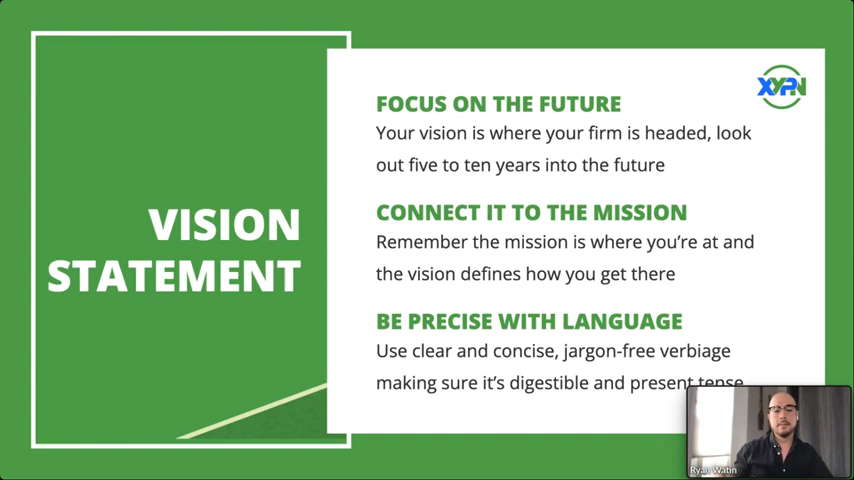 VISION
STATEMENT
XYPN
FOCUS ON THE FUTURE
Your vision is where your firm is headed, look
out five to ten years into the future
CONNECT IT TO THE MISSION
Remember the mission is where you're at and
the vision defines how you get there
BE PRECISE WITH LANGUAGE
Use clear and concise, jargon-free verbiage
making sure it's digestible and present tense
Ryan Watin